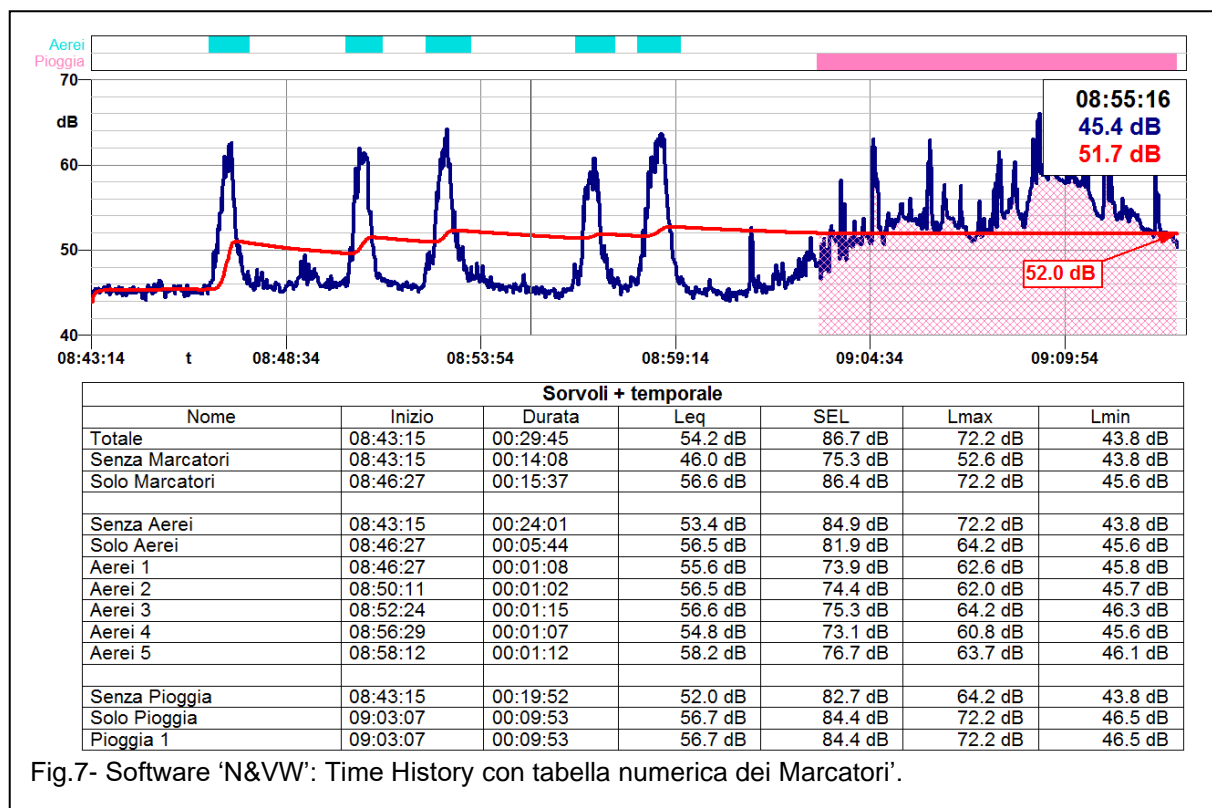 Aerei
Pioggia
70
dB
60
50
40
08:55:16
45.4 dB
51.7 dB
52.0 dB
08:43:14 t 08:48:34 08:53:54 08:59:14 09:04:34 09:09:54
Sorvoli + temporale
Nome Inizio Durata Leq SEL Lmax Lmin
Totale 08:43:15 00:29:45 54.2 dB 86.7 dB 72.2 dB 43.8 dB
Senza Marcatori 08:43:15 00:14:08 46.0 dB 75.3 dB 52.6 dB 43.8 dB
Solo Marcatori 08:46:27 00:15:37 56.6 dB 86.4 dB 72.2 dB 45.6 dB
Senza Aerei 08:43:15 00:24:01 53.4 dB 84.9 dB 72.2 dB 43.8 dB
Solo Aerei 08:46:27 00:05:44 56.5 dB 81.9 dB 64.2 dB 45.6 dB
Aerei 1 08:46:27 00:01:08 55.6 dB 73.9 dB 62.6 dB 45.8 dB
Aerei 2 08:50:11 00:01:02 56.5 dB 74.4 dB 62.0 dB 45.7 dB
Aerei 3 08:52:24 00:01:15 56.6 dB 75.3 dB 64.2 dB 46.3 dB
Aerei 4 08:56:29 00:01:07 54.8 dB 73.1 dB 60.8 dB 45.6 dB
Aerei 5 08:58:12 00:01:12 58.2 dB 76.7 dB 63.7 dB 46.1 dB
Senza Pioggia 08:43:15 00:19:52 52.0 dB 82.7 dB 64.2 dB 43.8 dB
Solo Pioggia 09:03:07 00:09:53 56.7 dB 84.4 dB 72.2 dB 46.5 dB
Pioggia 1 09:03:07 00:09:53 56.7 dB 84.4 dB 72.2 dB 46.5 dB
Fig.7- Software ‘N&VW’: Time History con tabella numerica dei Marcatori’.